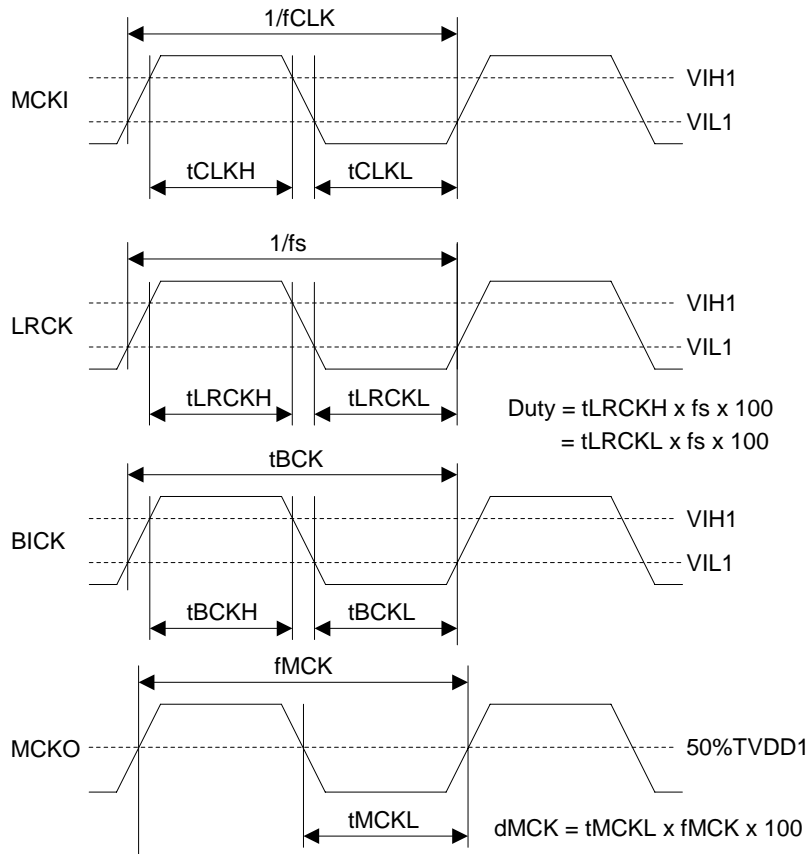 1/fCLK
MCKI
VIH1
VIL1
tCLKH
tCLKL
1/fs
LRCK
VIH1
VIL1
tLRCKH
tLRCKL
Duty = tLRCKH x fs x 100
= tLRCKL x fs x 100
tBCK
BICK
VIH1
VIL1
tBCKH
tBCKL
fMCK
MCKO
50%TVDD1
tMCKL
dMCK = tMCKL x fMCK x 100